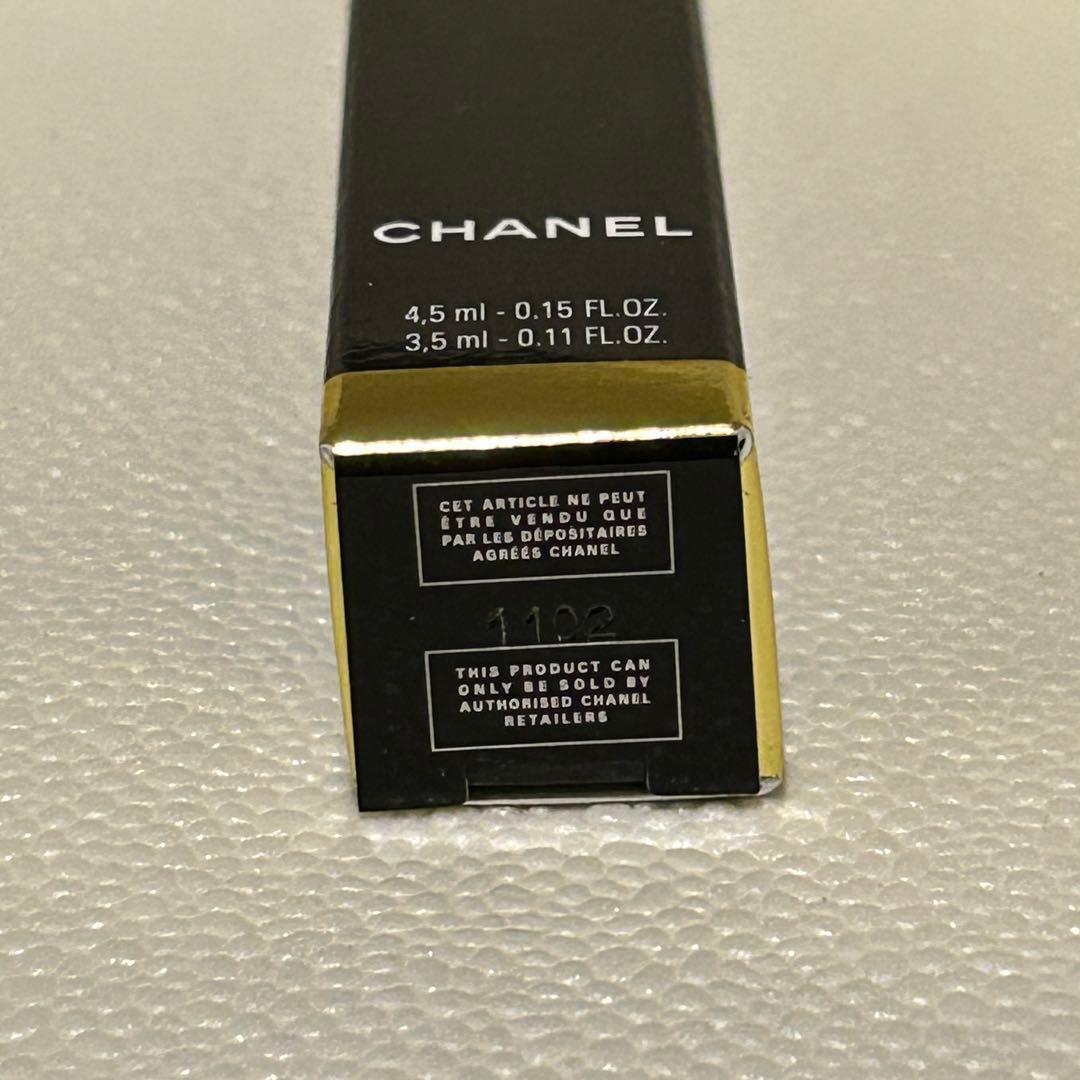 CHANEL
4,5 ml - 0.15 FL.OZ.
3,5 ml - 0.11 FL.OZ.
CET ARTICLE NE PEUT
ÊTRE VENDU QUE
PAR LES DÉPOSITAIRES
AGRÉÉS CHANEL
1102
THIS PRODUCT CAN
ONLY BE SOLD BY
AUTHORISED CHANEL
RETAILERS